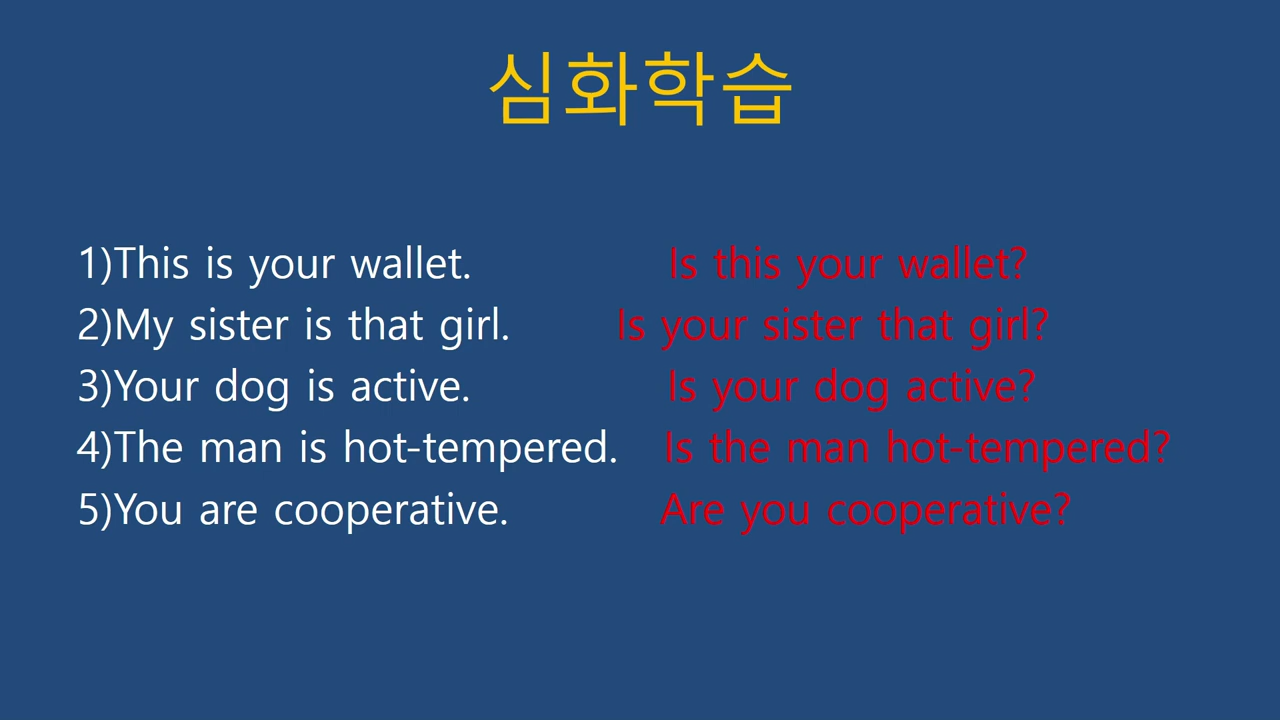 심화학습
1)This is your wallet. Is this your wallet?
2)My sister is that girl. Is your sister that girl?
3)Your dog is active. Is your dog active?
4)The man is hot-tempered. Is the man hot-tempered?
5)You are cooperative. Are you cooperative?